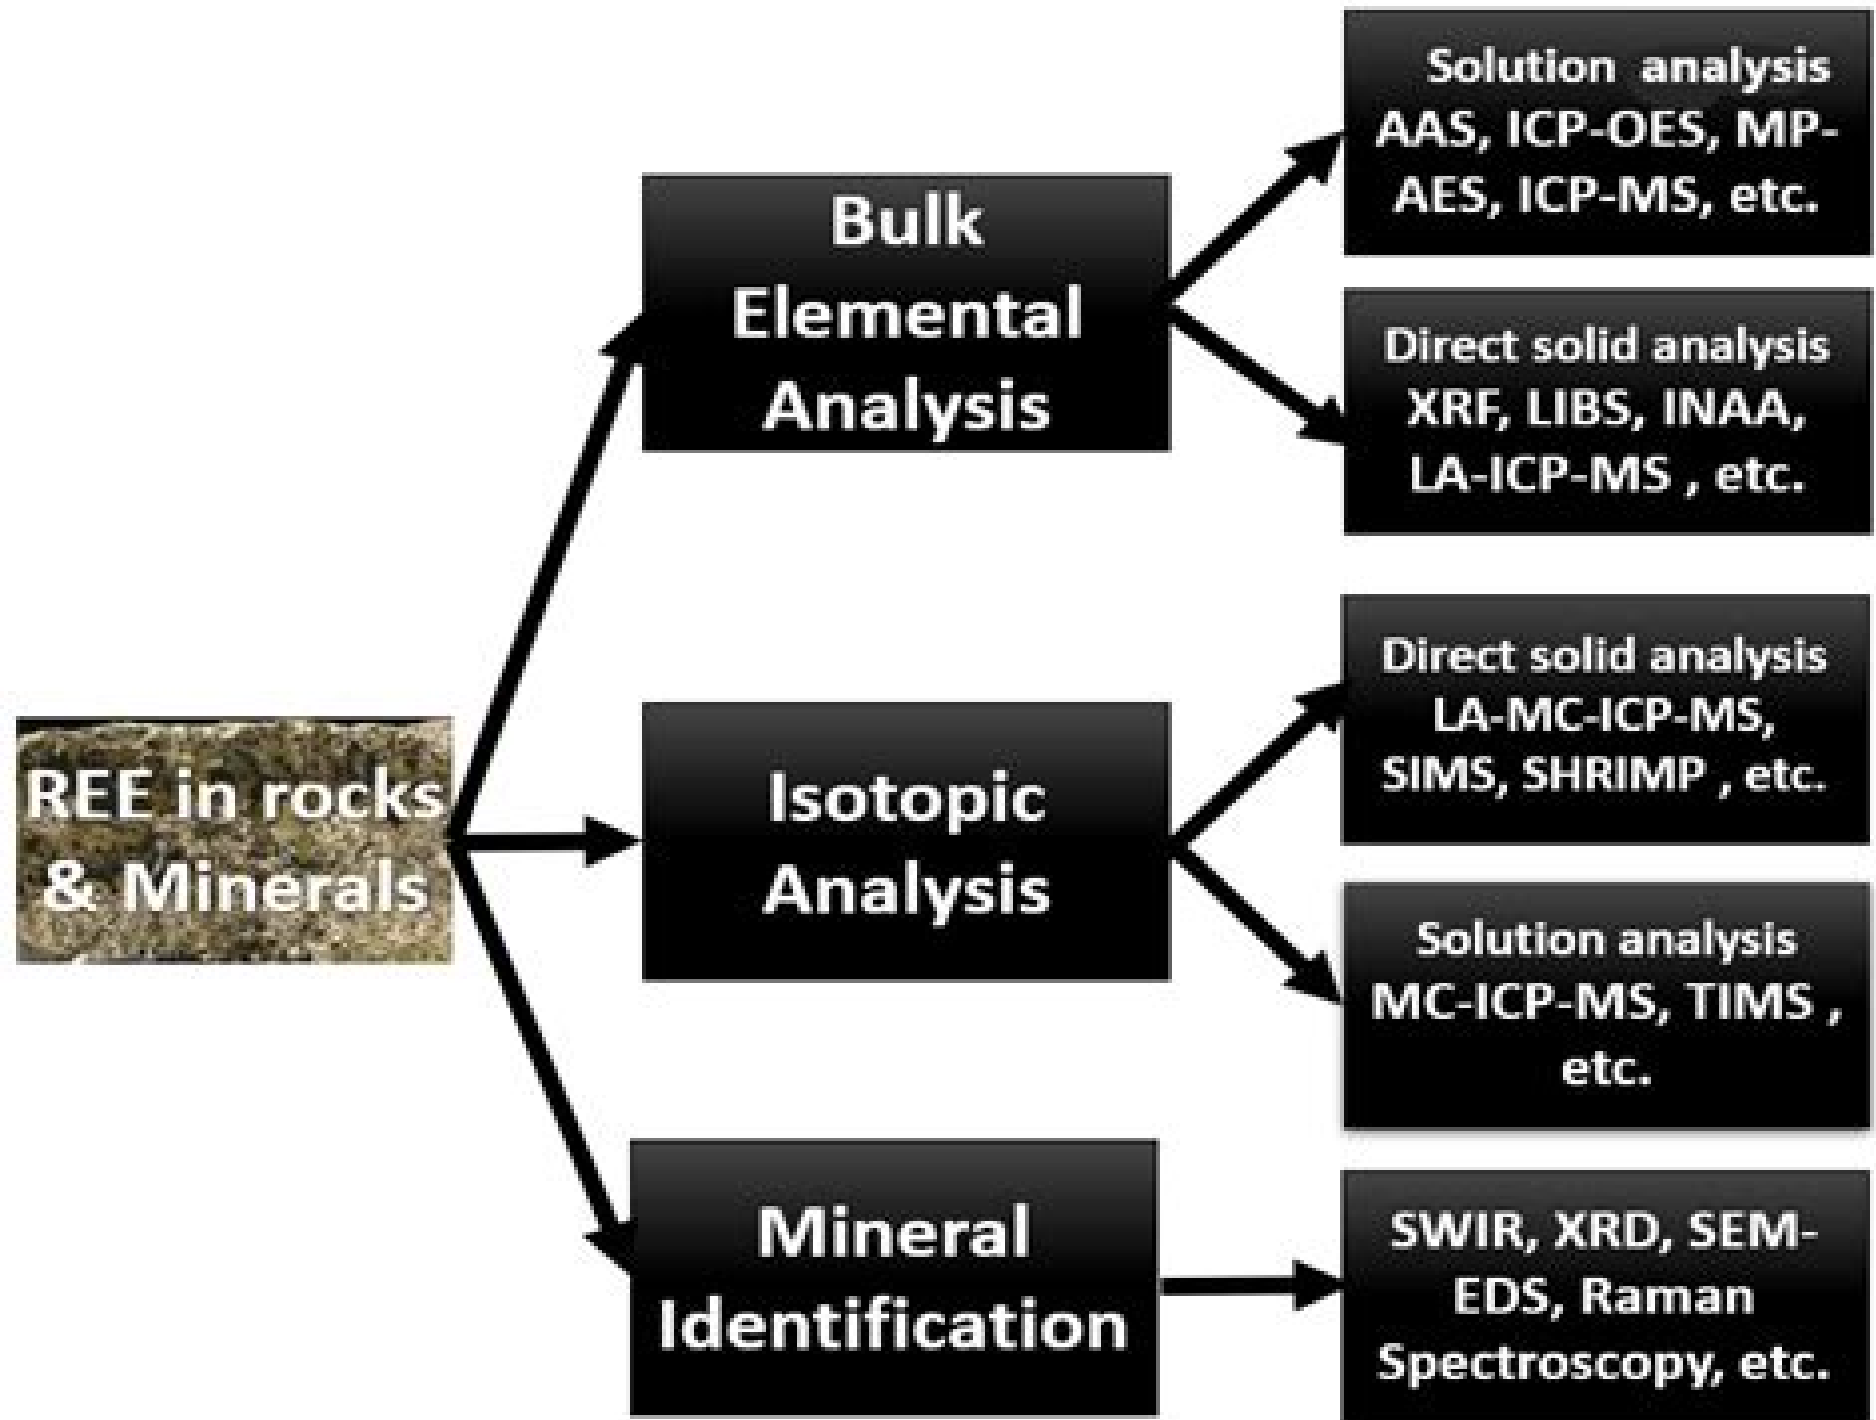 REE in rocks
& Minerals
Bulk
Elemental
Analysis
Solution analysis
AAS, ICP-OES, MP-
AES, ICP-MS, etc.
Direct solid analysis
XRF, LIBS, INAA,
LA-ICP-MS , etc.
Isotopic
Analysis
Direct solid analysis
LA-MC-ICP-MS,
SIMS, SHRIMP , etc.
Solution analysis
MC-ICP-MS, TIMS ,
etc.
Mineral
Identification
SWIR, XRD, SEM-
EDS, Raman
Spectroscopy, etc.